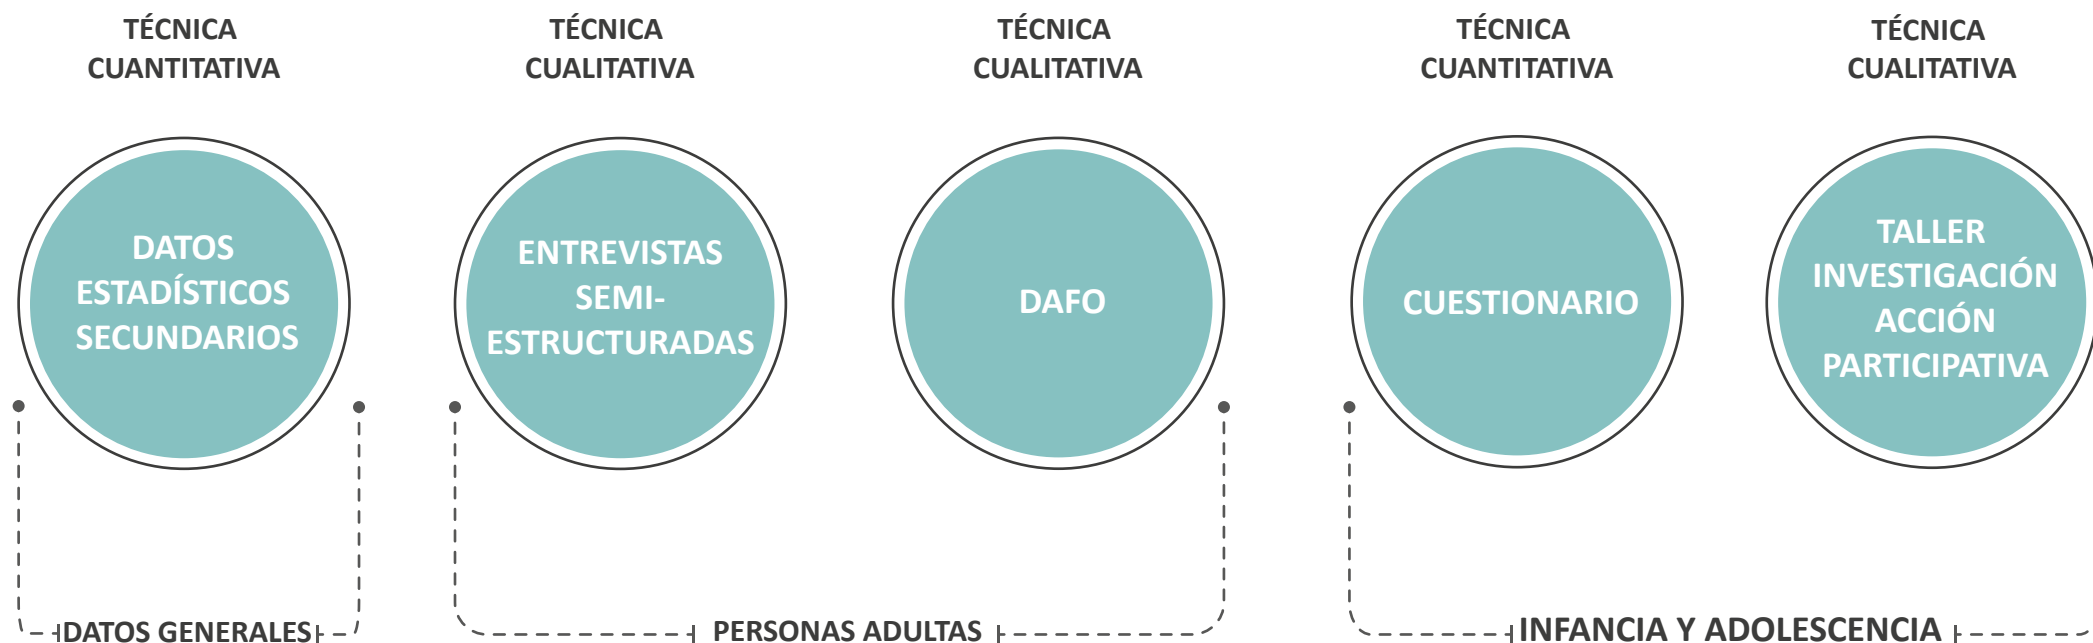 TÉCNICA
CUANTITATIVA
TÉCNICA
CUALITATIVA
TÉCNICA
CUALITATIVA
TÉCNICA
CUANTITATIVA
TÉCNICA
CUALITATIVA
DATOS
ESTADÍSTICOS
SECUNDARIOS
ENTREVISTAS
SEMI-
ESTRUCTURADAS
DAFO
CUESTIONARIO
TALLER
INVESTIGACIÓN
ACCIÓN
PARTICIPATIVA
DATOS GENERALES
PERSONAS ADULTAS
INFANCIA Y ADOLESCENCIA